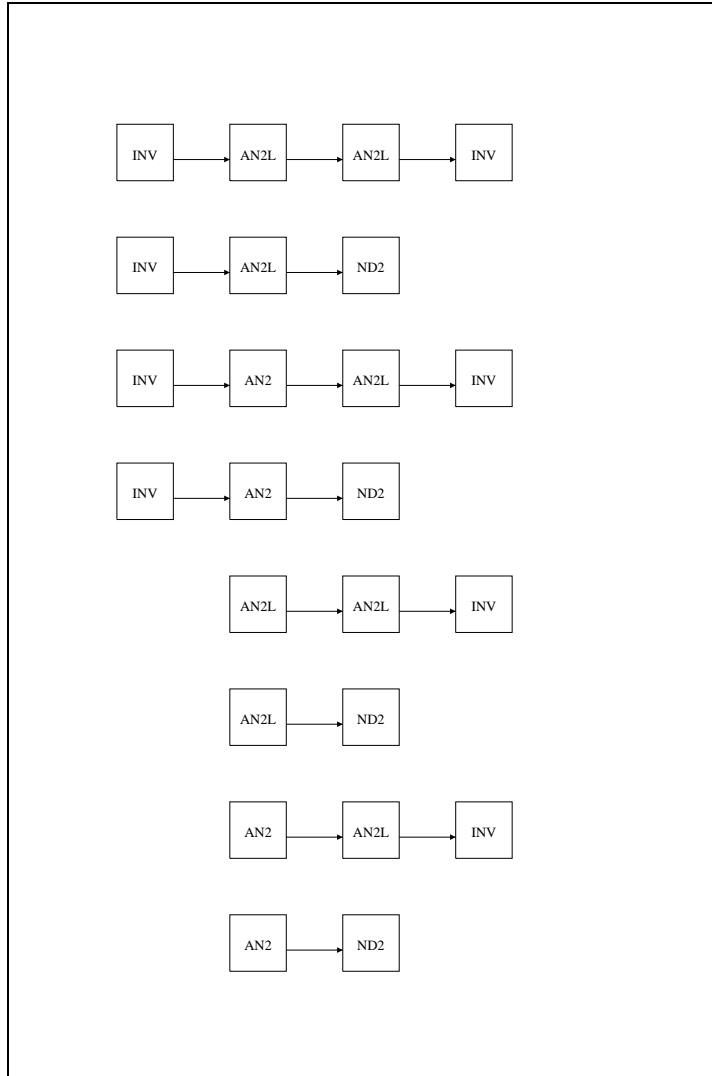 INV AN2L AN2L INV
INV AN2L ND2
INV AN2 AN2L INV
INV AN2 ND2
AN2L AN2L INV
AN2L ND2
AN2 AN2L INV
AN2 ND2